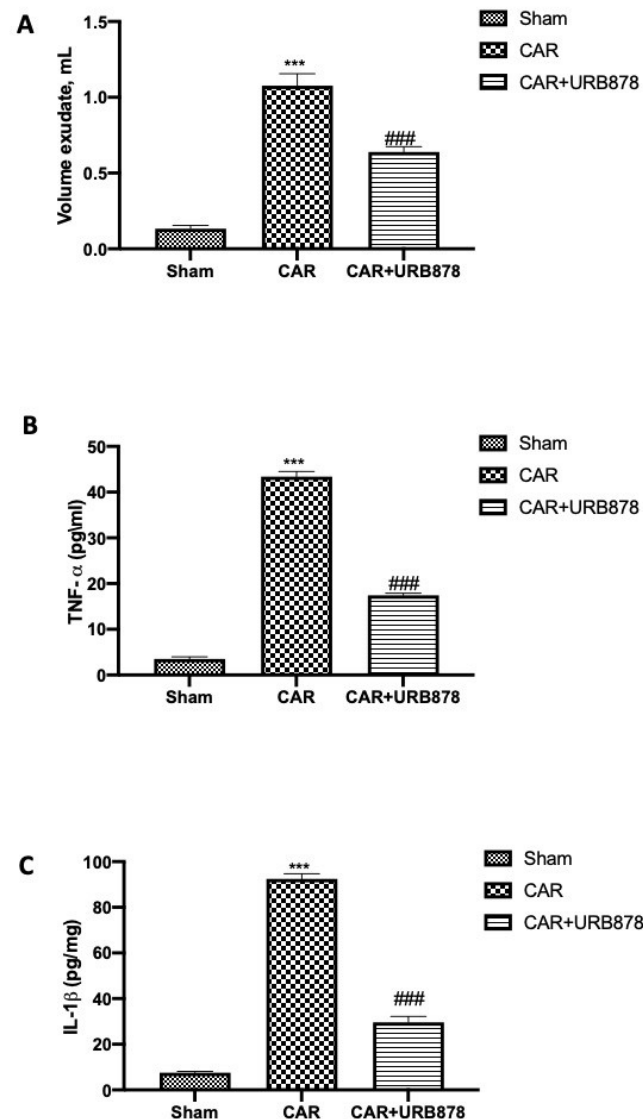 A
1.5
1.0
0.5
0.0
Volume exudate, mL
***
###
Sham
CAR
CAR+URB878
Sham
CAR
CAR+URB878
B
50
40
30
20
10
0
TNF- α (pg\ml)
***
###
Sham
CAR
CAR+URB878
Sham
CAR
CAR+URB878
C
100
80
60
40
20
0
IL-1β (pg/mg)
***
###
Sham
CAR
CAR+URB878
Sham
CAR
CAR+URB878